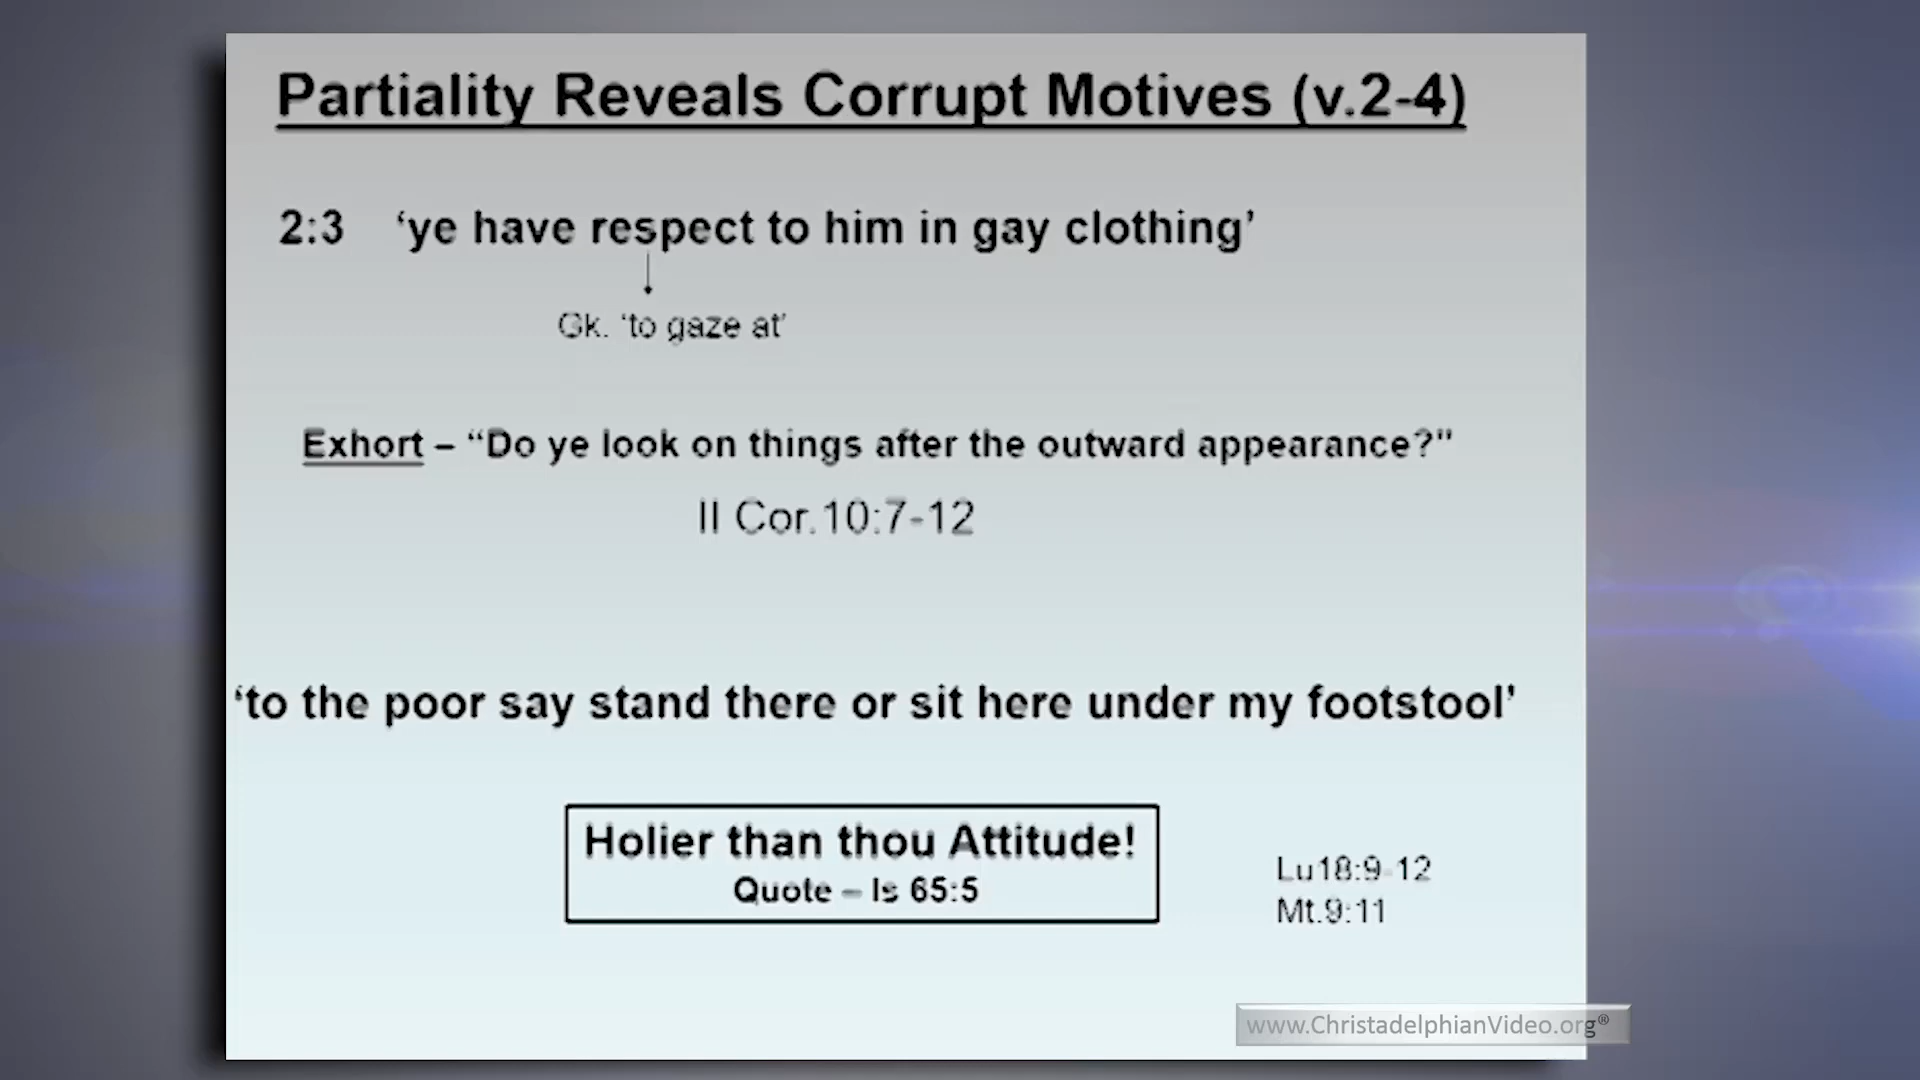 Partiality Reveals Corrupt Motives (v.2-4)
2:3 ‘ye have respect to him in gay clothing’
Gk. ‘to gaze at’
Exhort – “Do ye look on things after the outward appearance?”
II Cor.10:7-12
‘to the poor say stand there or sit here under my footstool’
Holier than thou Attitude!
Quote – Is 65:5
Lu18:9-12
Mt.9:11
www.ChristadelphianVideo.org®